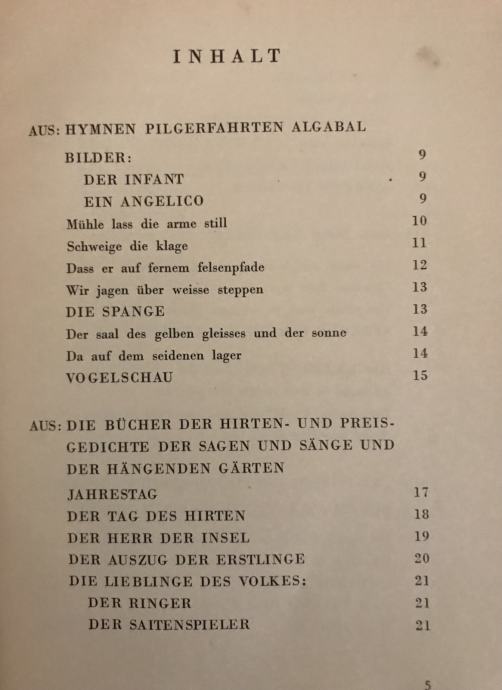 INHALT
AUS: HYMNEN PILGERFAHRTEN ALGABAL
BILDER: 9
DER INFANT 9
EIN ANGELICO 9
Mühle lass die arme still 10
Schweige die klage 11
Dass er auf fernem felsenpfade 12
Wir jagen über weisse steppen 13
DIE SPANGE 13
Der saal des gelben gleisses und der sonne 14
Da auf dem seidenen lager 14
VOGELSCHAU 15
AUS: DIE BÜCHER DER HIRTEN- UND PREIS-
GEDICHTE DER SAGEN UND SÄNGE UND
DER HÄNGENDEN GÄRTEN
JAHRESTAG 17
DER TAG DES HIRTEN 18
DER HERR DER INSEL 19
DER AUSZUG DER ERSTLINGE 20
DIE LIEBLINGE DES VOLKES: 21
DER RINGER 21
DER SAITENSPIELER 21
5